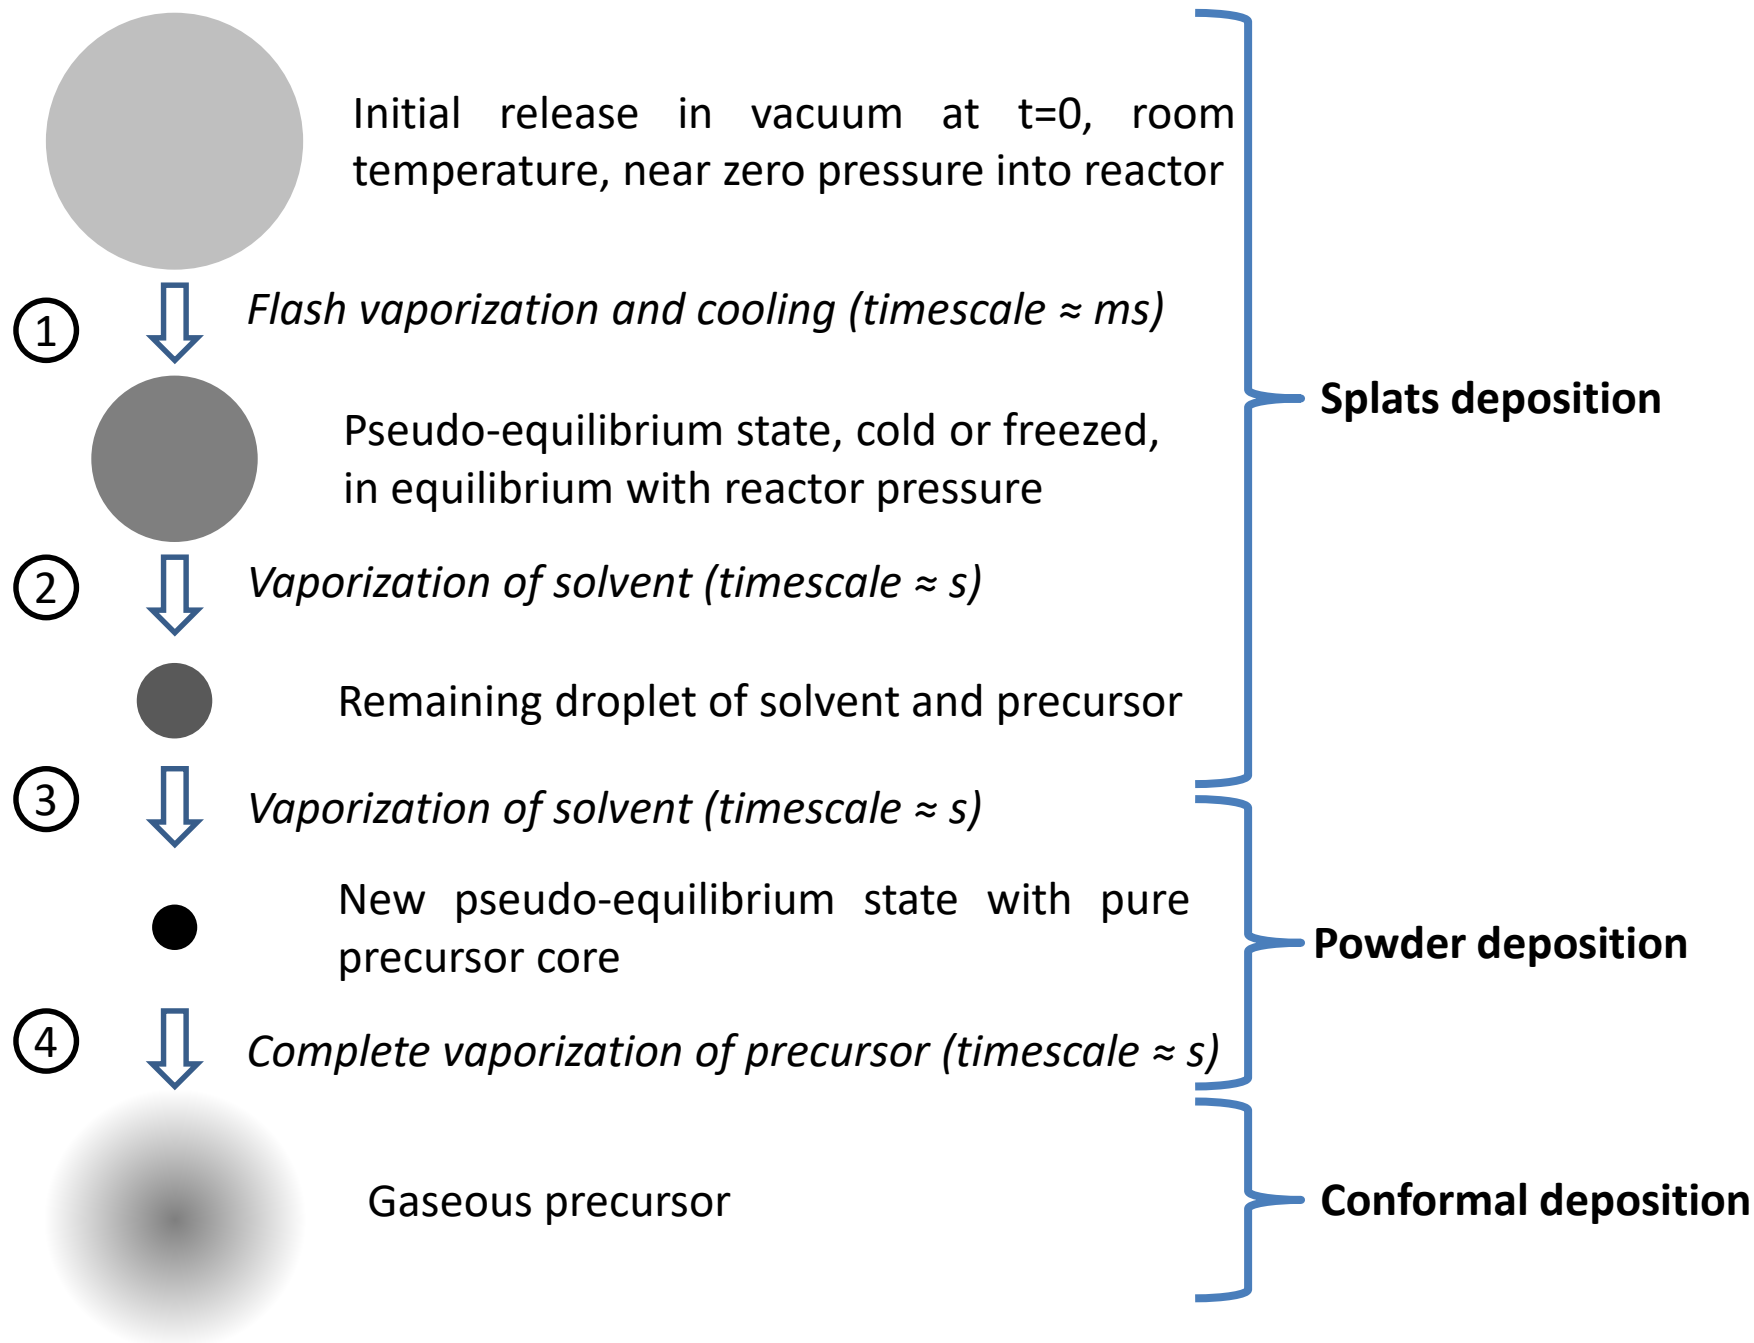 Initial release in vacuum at t=0, room
temperature, near zero pressure into reactor
1
Flash vaporization and cooling (timescale ≈ ms)
Splats deposition
Pseudo-equilibrium state, cold or freezed,
in equilibrium with reactor pressure
2
Vaporization of solvent (timescale ≈ s)
Remaining droplet of solvent and precursor
3
Vaporization of solvent (timescale ≈ s)
New pseudo-equilibrium state with pure
precursor core
Powder deposition
4
Complete vaporization of precursor (timescale ≈ s)
Gaseous precursor
Conformal deposition